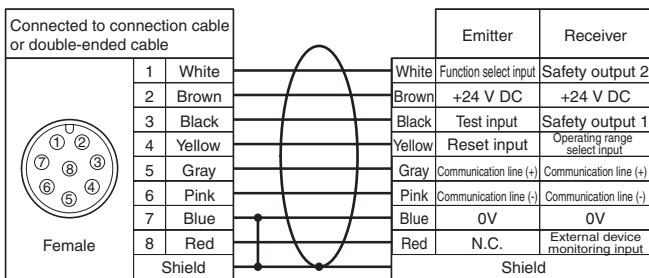 Connected to connection cable
or double-ended cable
Emitter Receiver
1 White White Function select input Safety output 2
2 Brown Brown +24 V DC +24 V DC
3 Black Black Test input Safety output 1
4 Yellow Yellow Reset input Operating range
select input
5 Gray Gray Communication line (+) Communication line (+)
6 Pink Pink Communication line (-) Communication line (-)
7 Blue Blue 0V 0V
8 Red Red N.C. External device
monitoring input
Shield Shield
1 2
7 8 3
6 5 4
Female